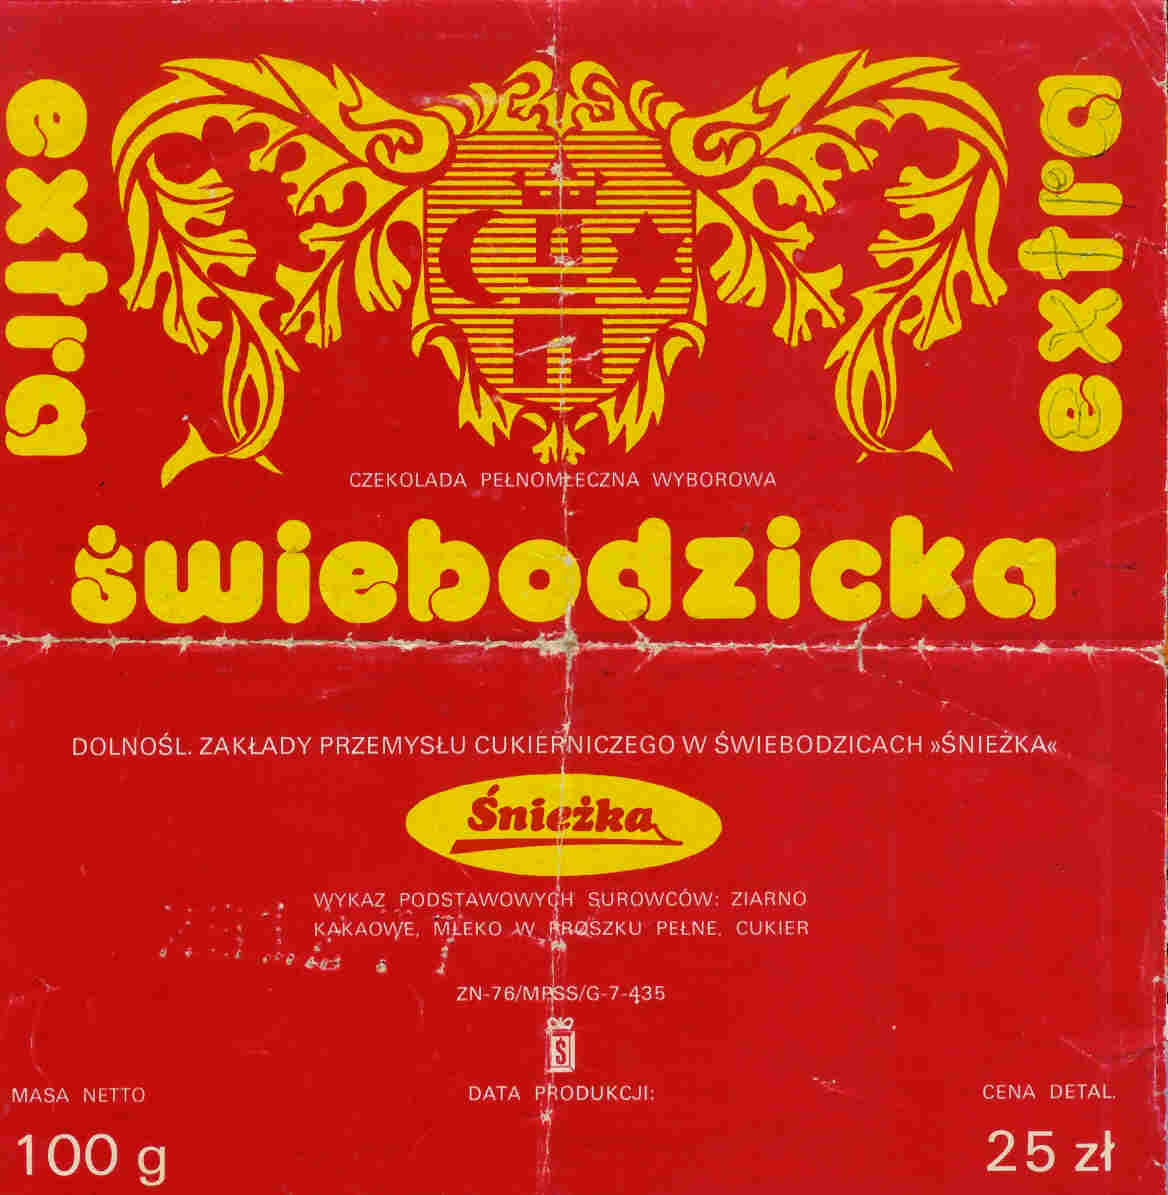 extra
extra
CZEKOLADA PEŁNOMLECZNA WYBOROWA
świebodzicka
DOLNOŚL. ZAKŁADY PRZEMYSŁU CUKIERNICZEGO W ŚWIEBODZICACH »ŚNIEŻKA«
Śnieżka
WYKAZ PODSTAWOWYCH SUROWCÓW: ZIARNO
KAKAOWE, MLEKO W PROSZKU PEŁNE, CUKIER
ZN-76/MPSS/G-7-435
Ś
MASA NETTO
DATA PRODUKCJI:
CENA DETAL.
100 g
25 zł